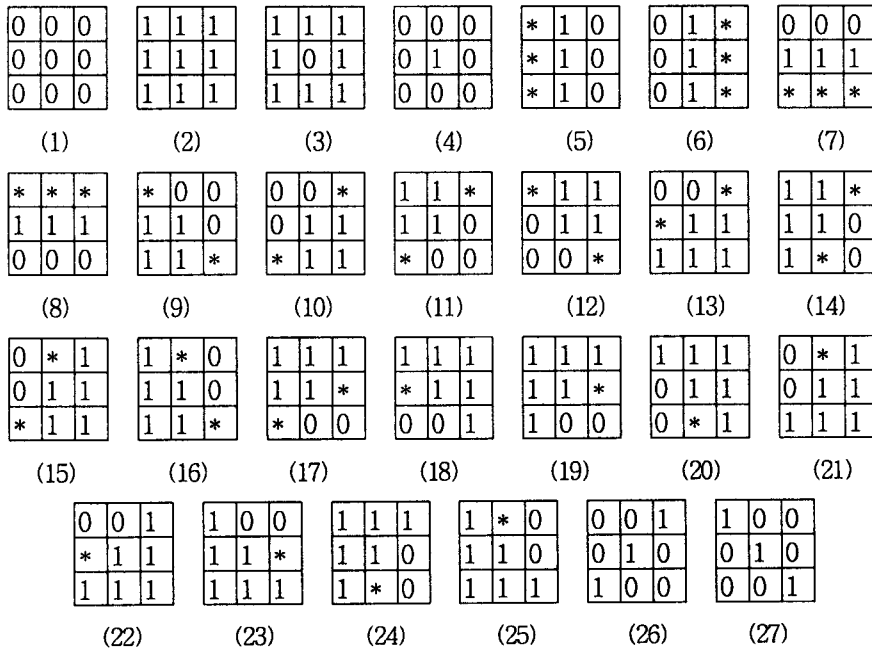 0 0 0 1 1 1 1 1 1 0 0 0 * 1 0 0 1 * 0 0 0
0 0 0 1 1 1 1 0 1 0 1 0 * 1 0 0 1 * 1 1 1
0 0 0 1 1 1 1 1 1 0 0 0 * 1 0 0 1 * * * *
(1) (2) (3) (4) (5) (6) (7)
* * * * 0 0 0 0 * 1 1 * * 1 1 0 0 * 1 1 *
1 1 1 1 1 0 0 1 1 1 1 0 0 1 1 * 1 1 1 1 0
0 0 0 1 1 * * 1 1 * 0 0 0 0 * 1 1 1 1 * 0
(8) (9) (10) (11) (12) (13) (14)
0 * 1 1 * 0 1 1 1 1 1 1 1 1 1 1 1 1 0 * 1
0 1 1 1 1 0 1 1 * * 1 1 1 1 * 0 1 1 0 1 1
* 1 1 1 1 * * 0 0 0 0 1 1 0 0 0 * 1 1 1 1
(15) (16) (17) (18) (19) (20) (21)
0 0 1 1 0 0 1 1 1 1 * 0 0 0 1 1 0 0
* 1 1 1 1 * 1 1 0 1 1 0 0 1 0 0 1 0
1 1 1 1 1 1 1 * 0 1 1 1 1 0 0 0 0 1
(22) (23) (24) (25) (26) (27)